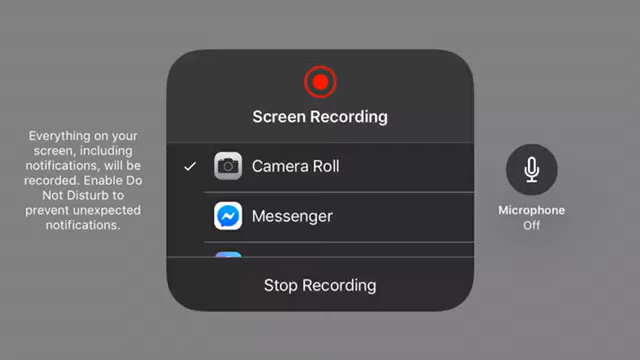 Screen Recording
Everything on your
screen, including
notifications, will be
recorded. Enable Do
Not Disturb to
prevent unexpected
notifications.
Camera Roll
Messenger
Microphone
Off
Stop Recording